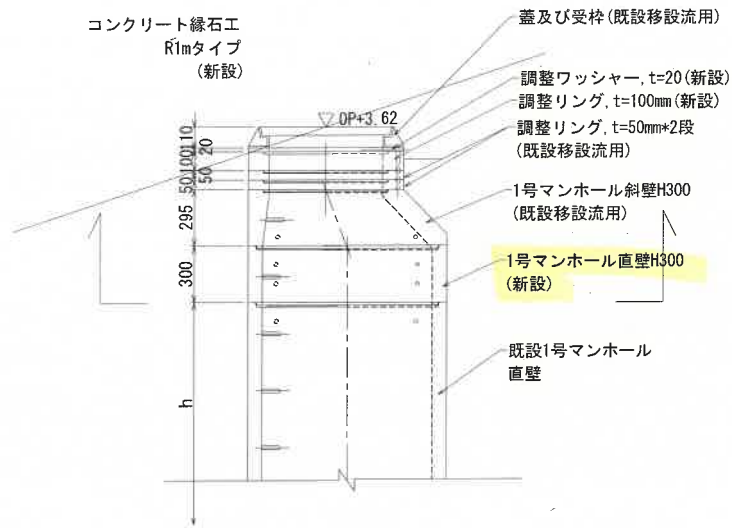 コンクリート縁石工
R1mタイプ
(新設)
蓋及び受枠(既設移設流用)
調整ワッシャー, t=20(新設)
調整リング, t=100mm(新設)
調整リング, t=50mm*2段
(既設移設流用)
1号マンホール斜壁H300
(既設移設流用)
1号マンホール直壁H300
(新設)
既設1号マンホール
直壁
OP+3.62
110
20
100
50
50
295
300
h